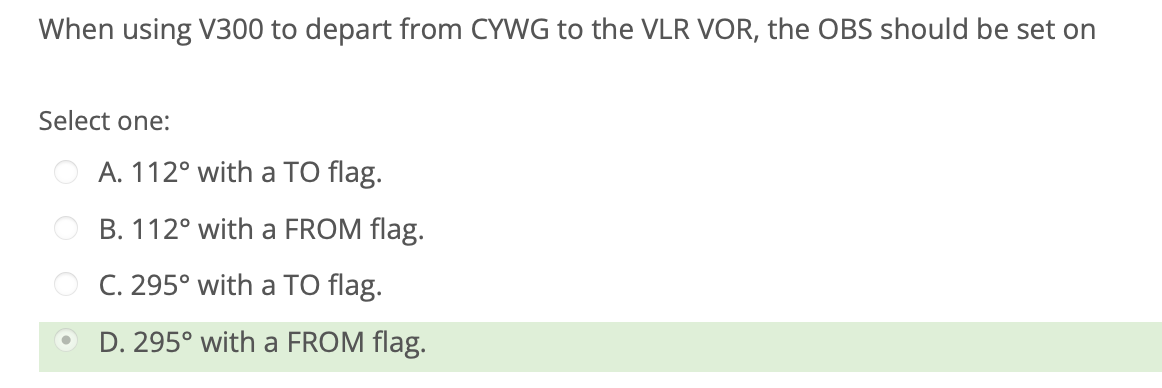 When using V300 to depart from CYWG to the VLR VOR, the OBS should be set on
Select one:
A. 112° with a TO flag.
B. 112° with a FROM flag.
C. 295° with a TO flag.
D. 295° with a FROM flag.